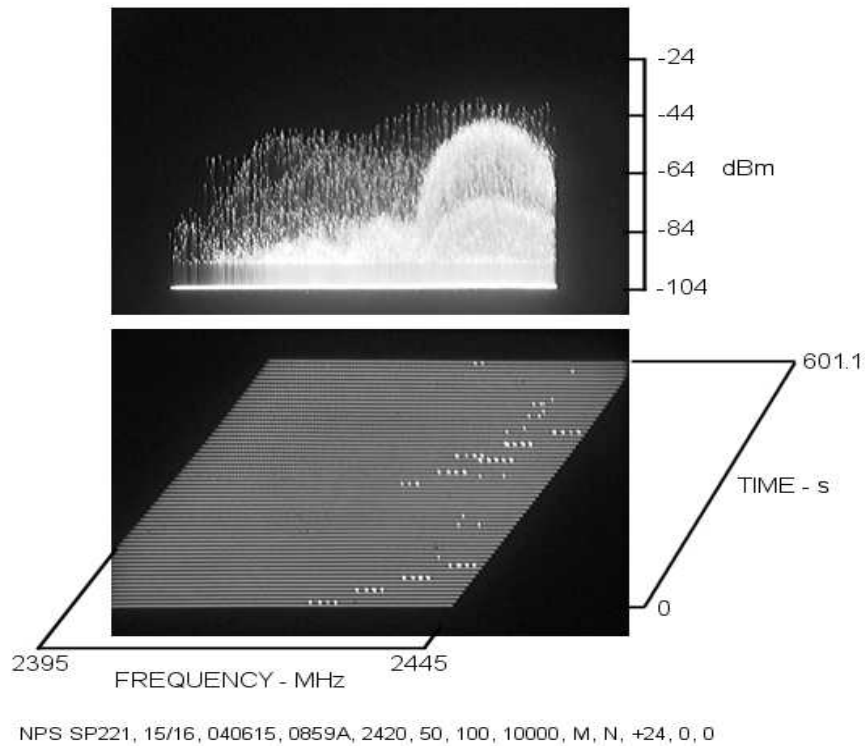 -24
-44
-64
dBm
-84
-104
601.1
TIME - s
0
2395
2445
FREQUENCY - MHz
NPS SP221, 15/16, 040615, 0859A, 2420, 50, 100, 10000, M, N, +24, 0, 0